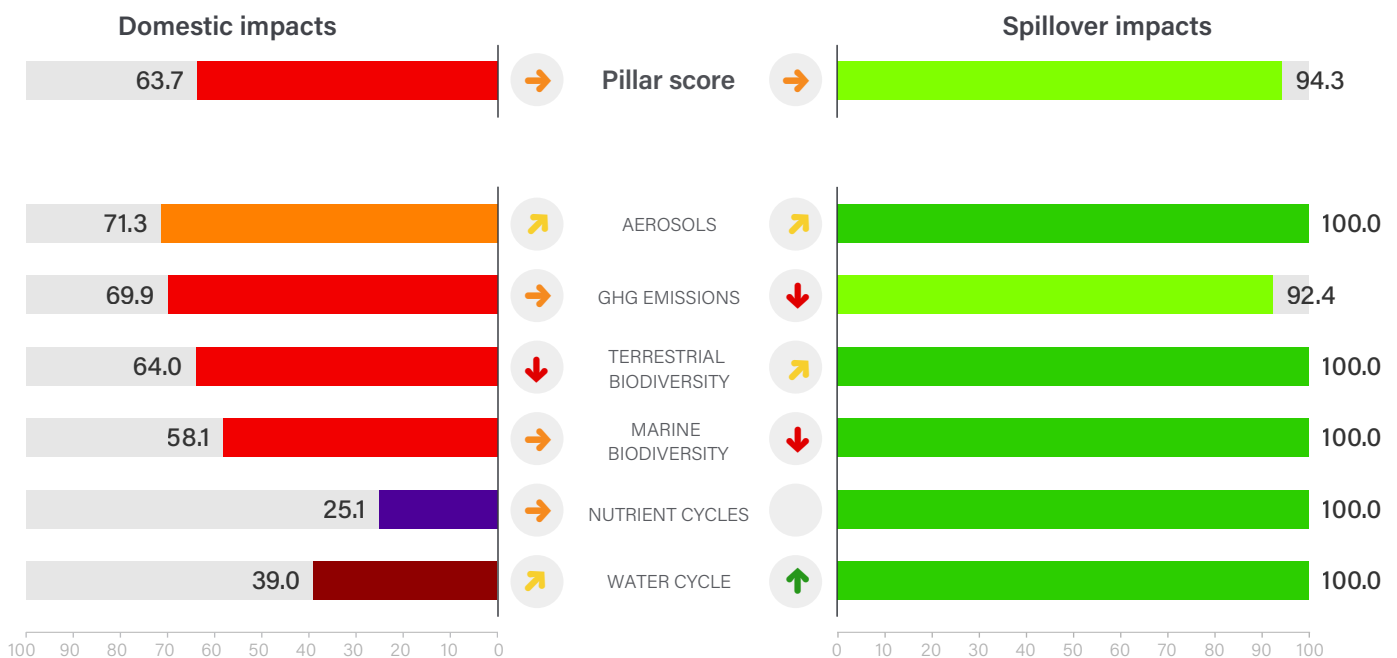 Domestic impacts
Spillover impacts
63.7
Pillar score
94.3
71.3
AEROSOLS
100.0
69.9
GHG EMISSIONS
92.4
64.0
TERRESTRIAL
BIODIVERSITY
100.0
58.1
MARINE
BIODIVERSITY
100.0
25.1
NUTRIENT CYCLES
100.0
39.0
WATER CYCLE
100.0
100 90 80 70 60 50 40 30 20 10 0
0 10 20 30 40 50 60 70 80 90 100